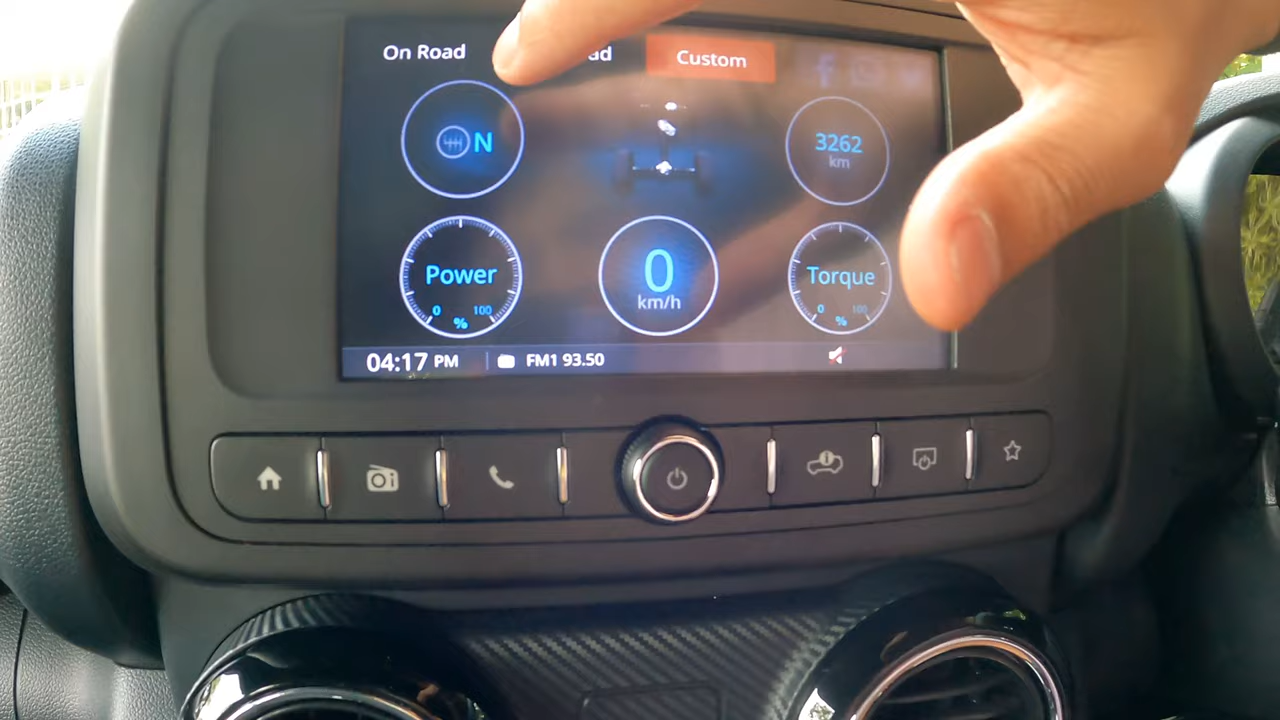 On Road
ad
Custom
N
3262
km
Power
0
100
%
0
km/h
Torque
0
100
%
04:17 PM
FM1 93.50